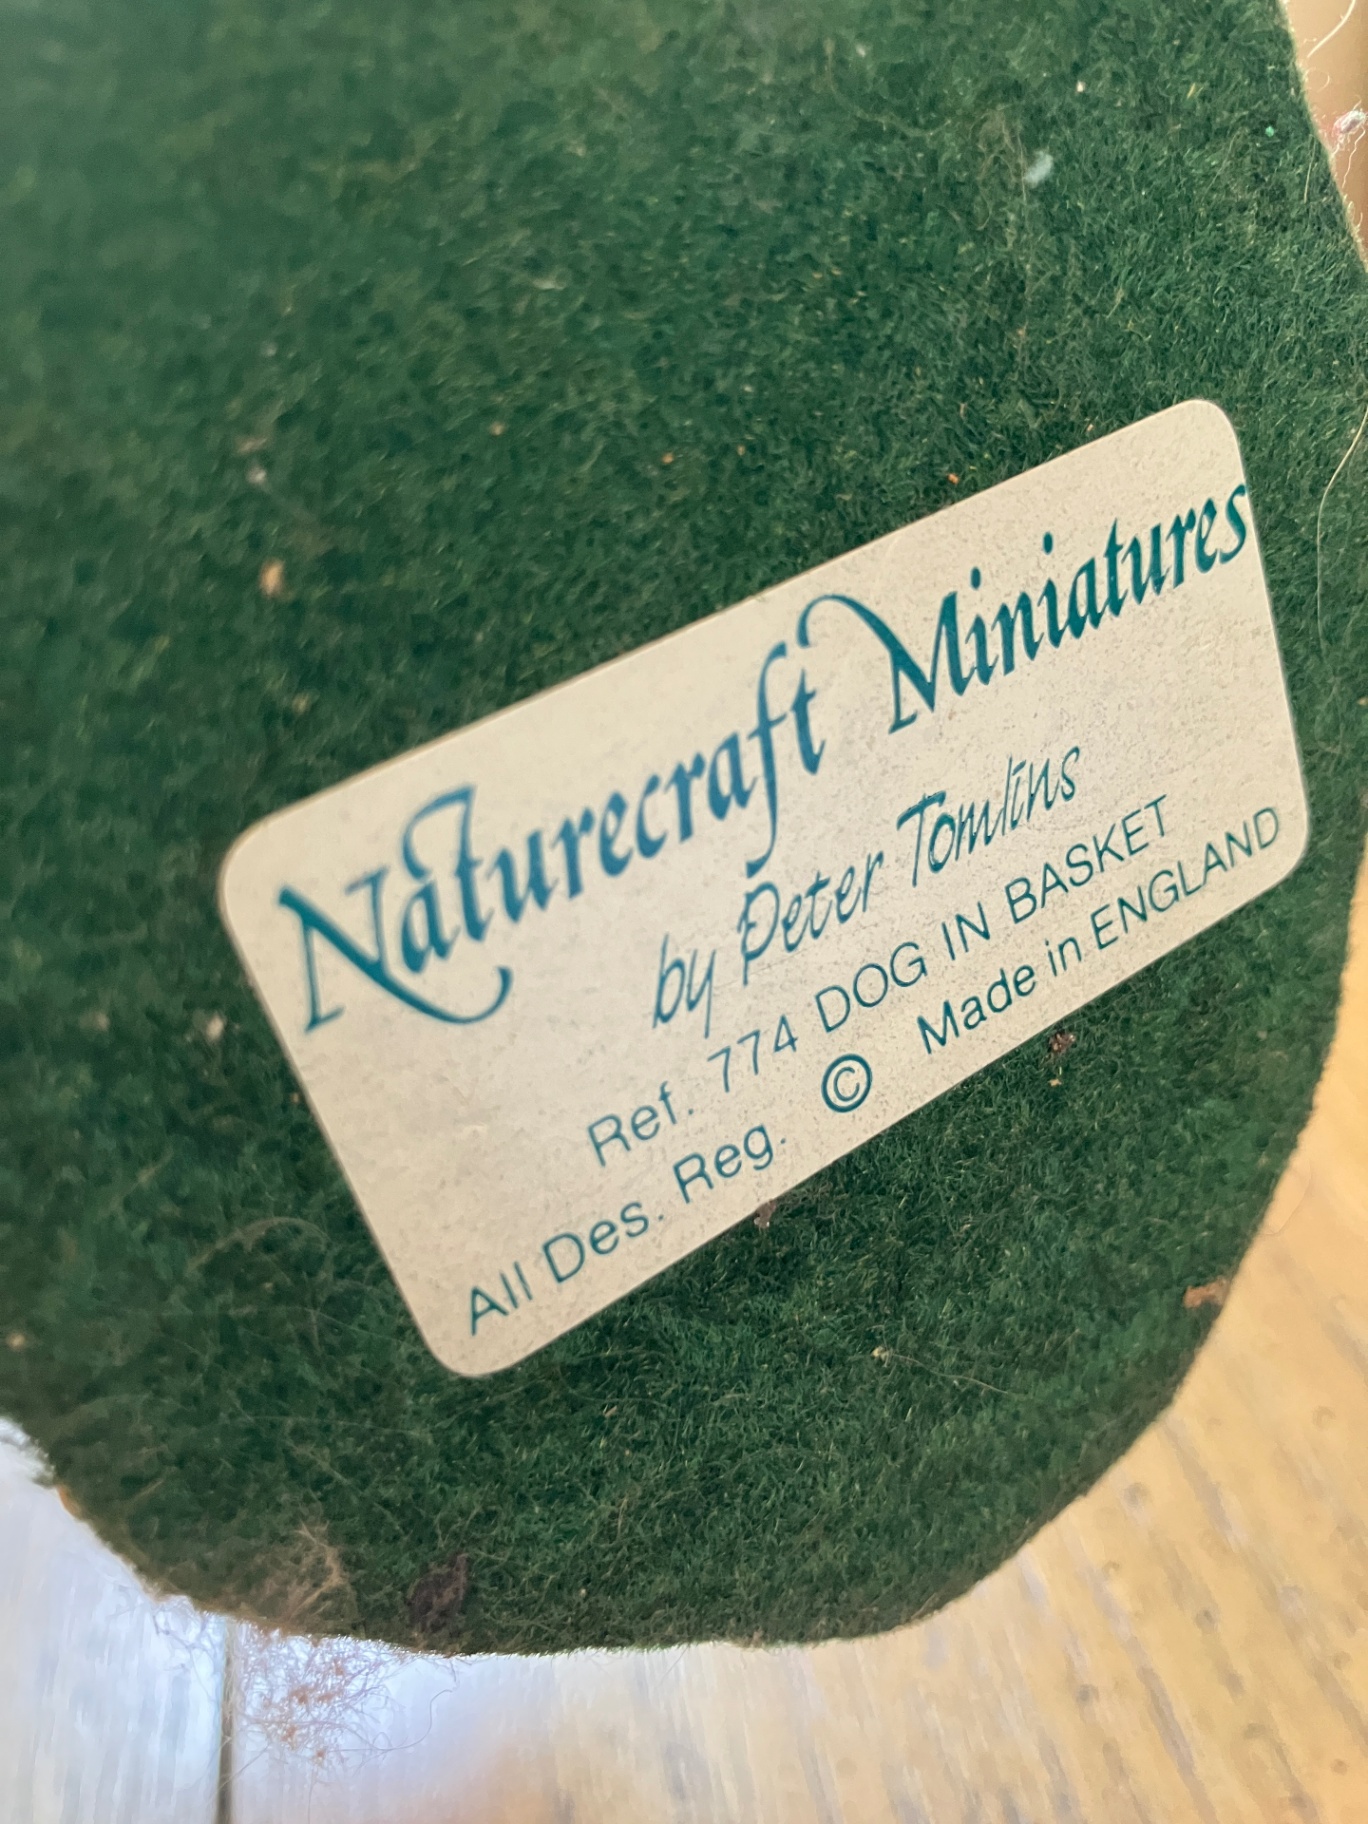 Naturecraft Miniatures
by Peter Tomlins
Ref. 774 DOG IN BASKET
All Des. Reg. © Made in ENGLAND